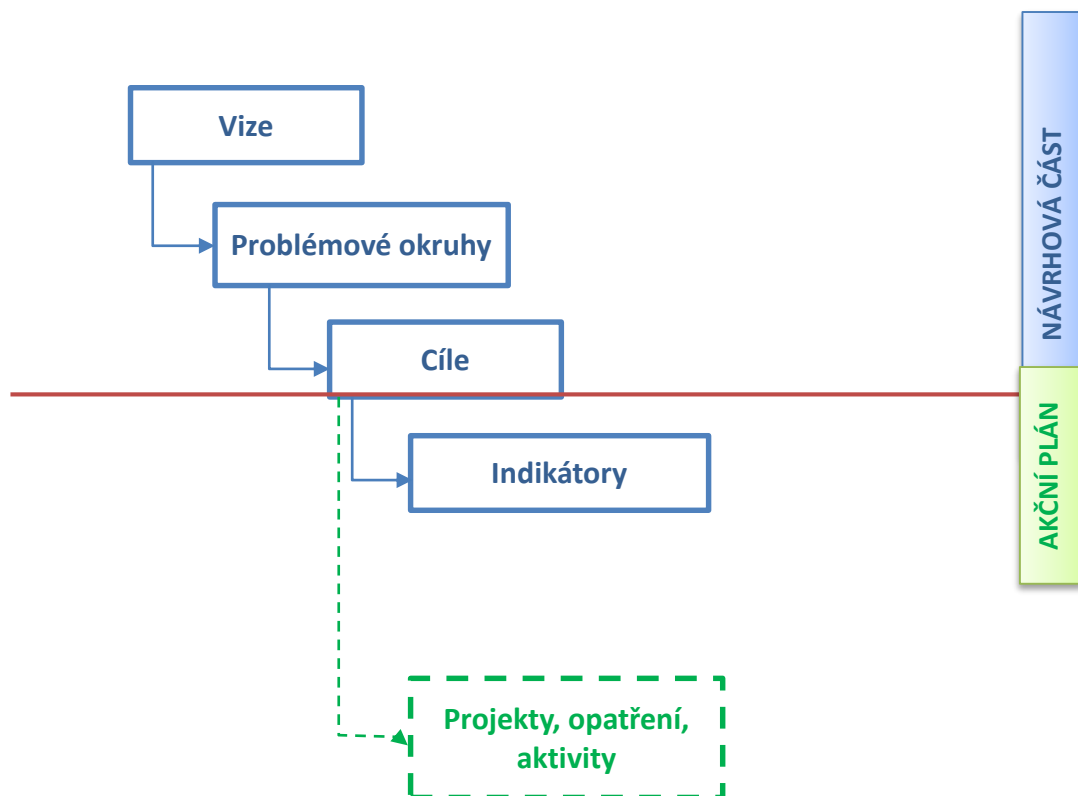 Vize
Problémové okruhy
Cíle
Indikátory
Projekty, opatření,
aktivity
NÁVRHOVÁ ČÁST
AKČNÍ PLÁN